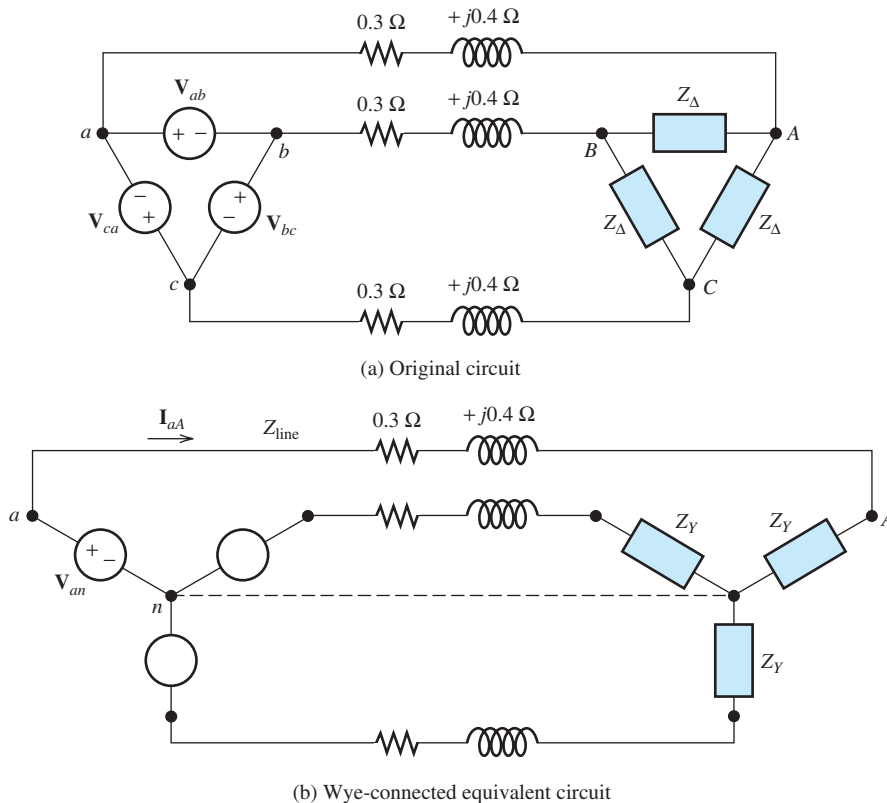 0.3 Ω
+ j0.4 Ω
V_ab
0.3 Ω
+ j0.4 Ω
Z_Δ
a
+ −
b
B
A
− +
+ −
V_ca
V_bc
Z_Δ
Z_Δ
c
0.3 Ω
+ j0.4 Ω
C
(a) Original circuit
I_aA
Z_line
0.3 Ω
+ j0.4 Ω
a
+ −
Z_Y
Z_Y
A
V_an
n
Z_Y
(b) Wye-connected equivalent circuit